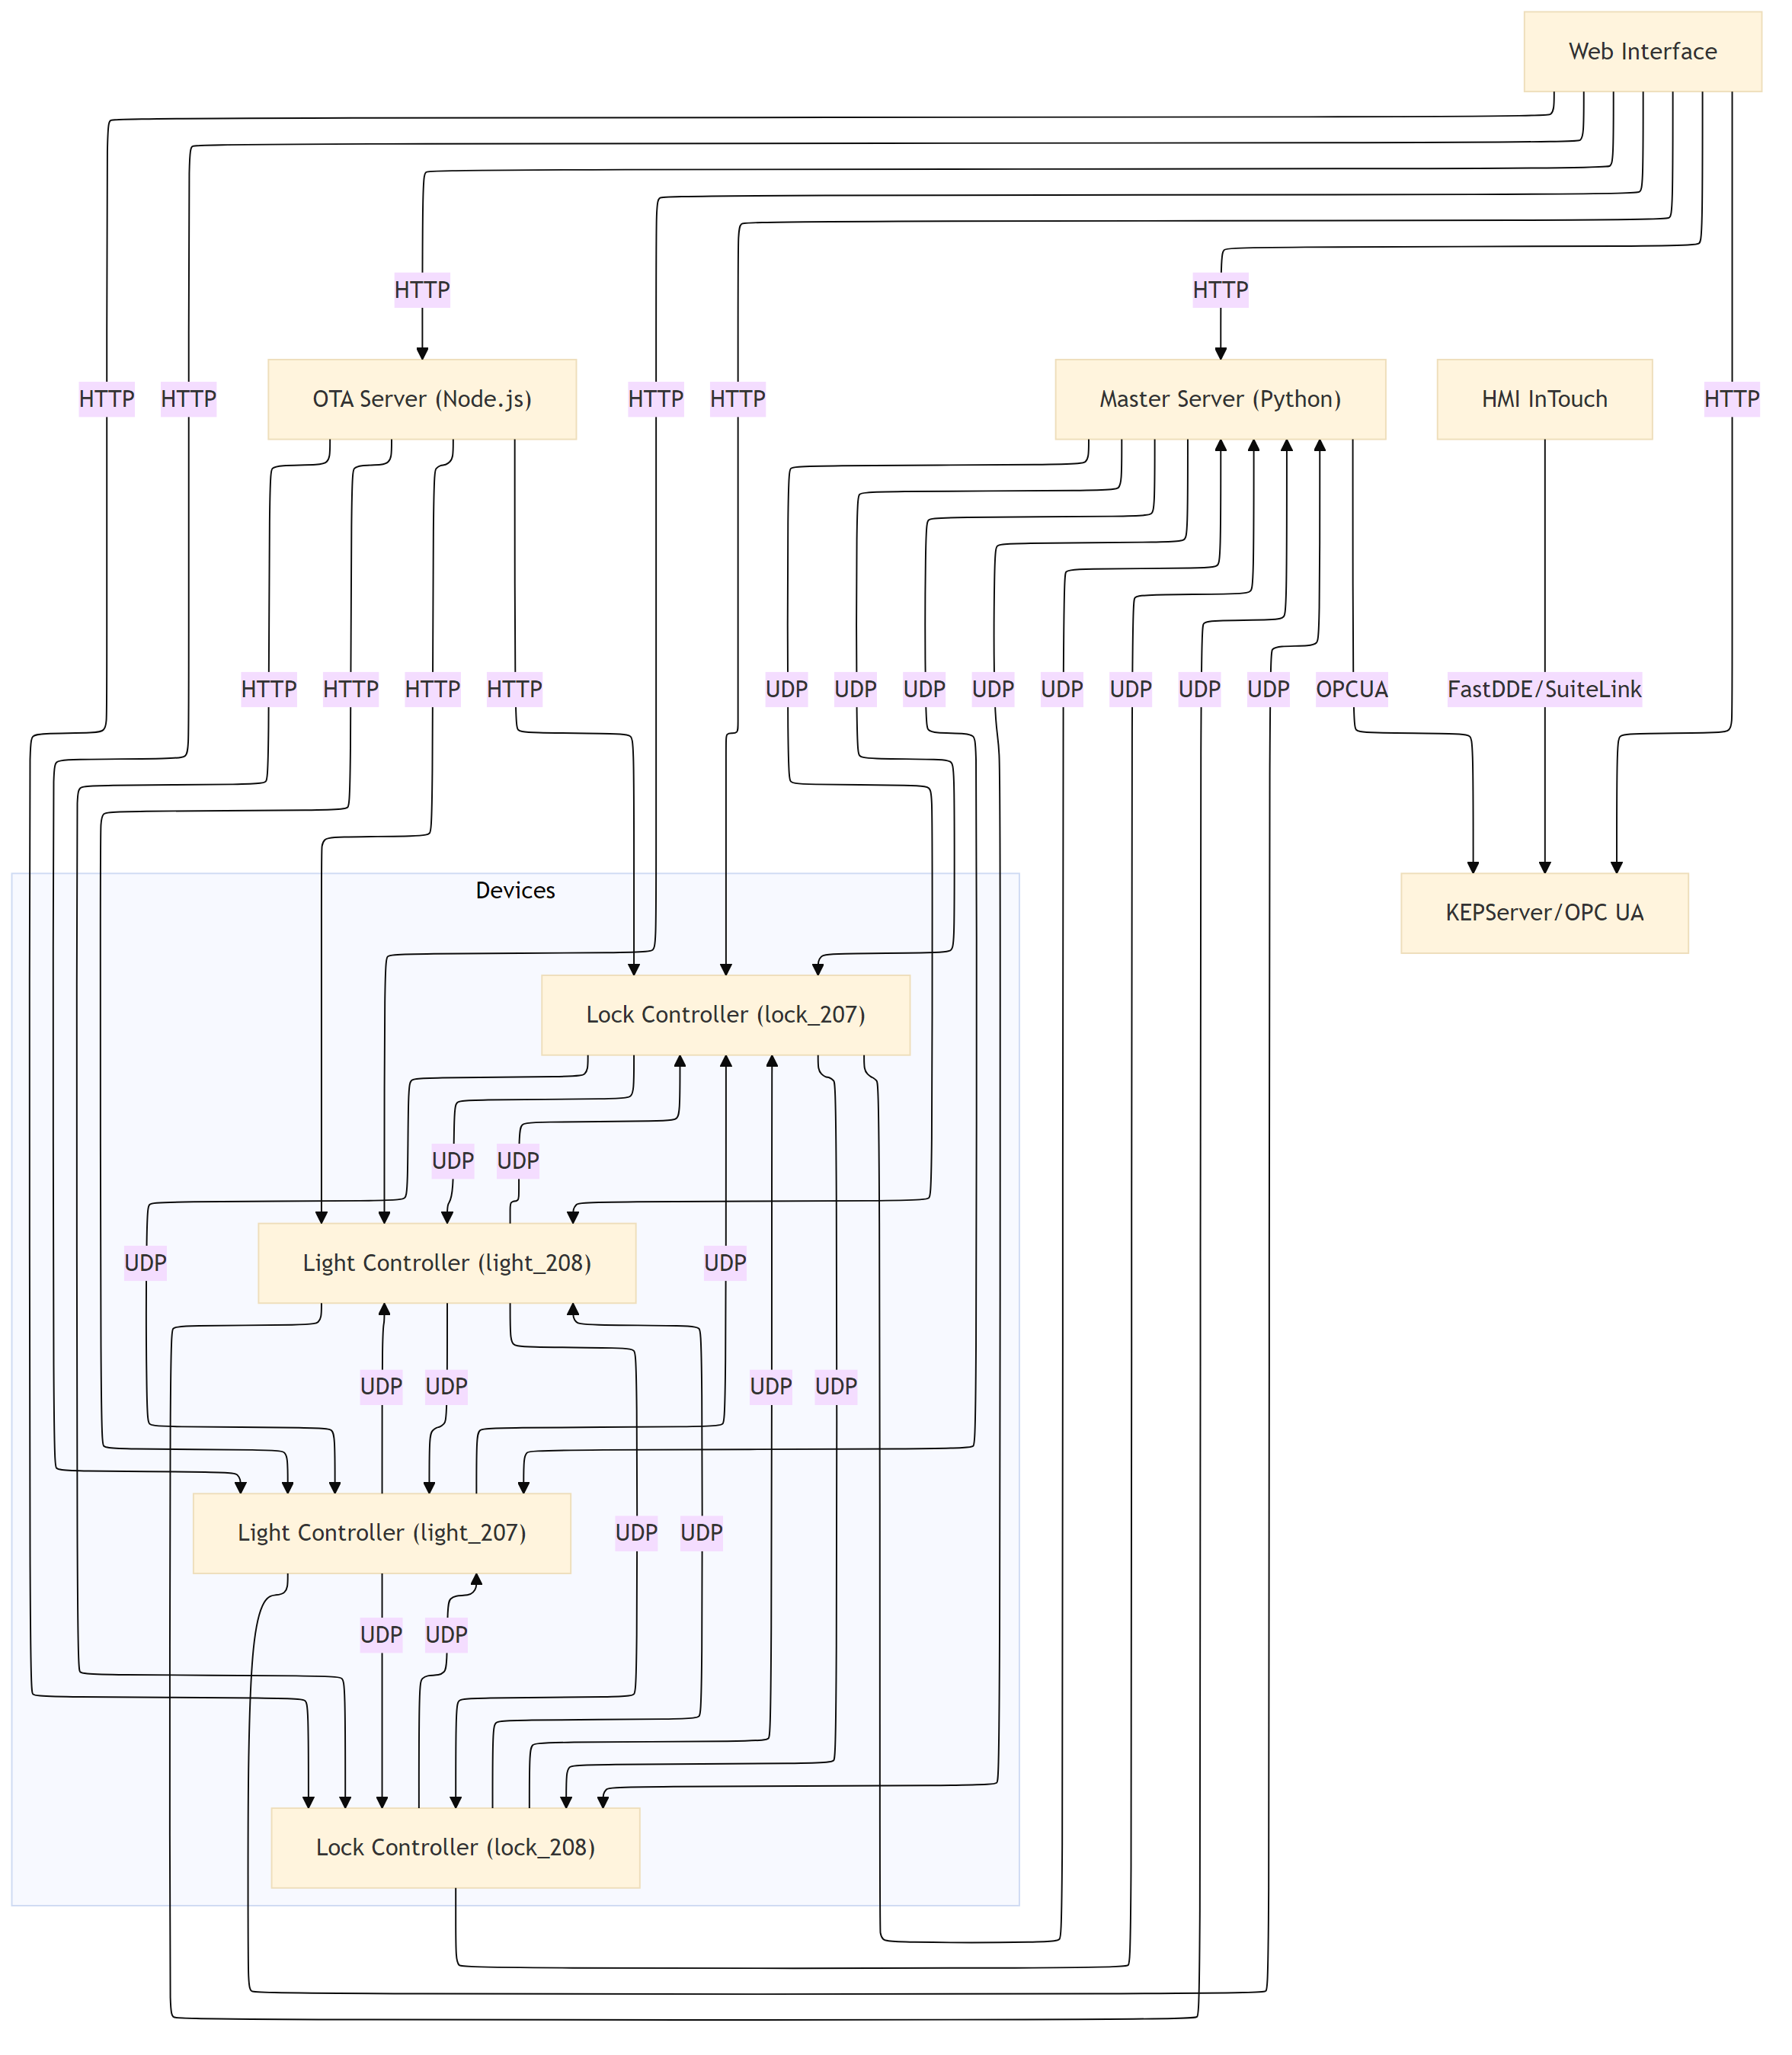 Web Interface
HTTP
HTTP
HTTP
HTTP
HTTP
HTTP
HTTP
OTA Server (Node.js)
Master Server (Python)
HMI InTouch
HTTP
HTTP
HTTP
HTTP
UDP
UDP
UDP
UDP
UDP
UDP
UDP
UDP
OPCUA
FastDDE/SuiteLink
Devices
KEPServer/OPC UA
Lock Controller (lock_207)
UDP
UDP
UDP
Light Controller (light_208)
UDP
UDP
UDP
UDP
UDP
Light Controller (light_207)
UDP
UDP
UDP
UDP
Lock Controller (lock_208)